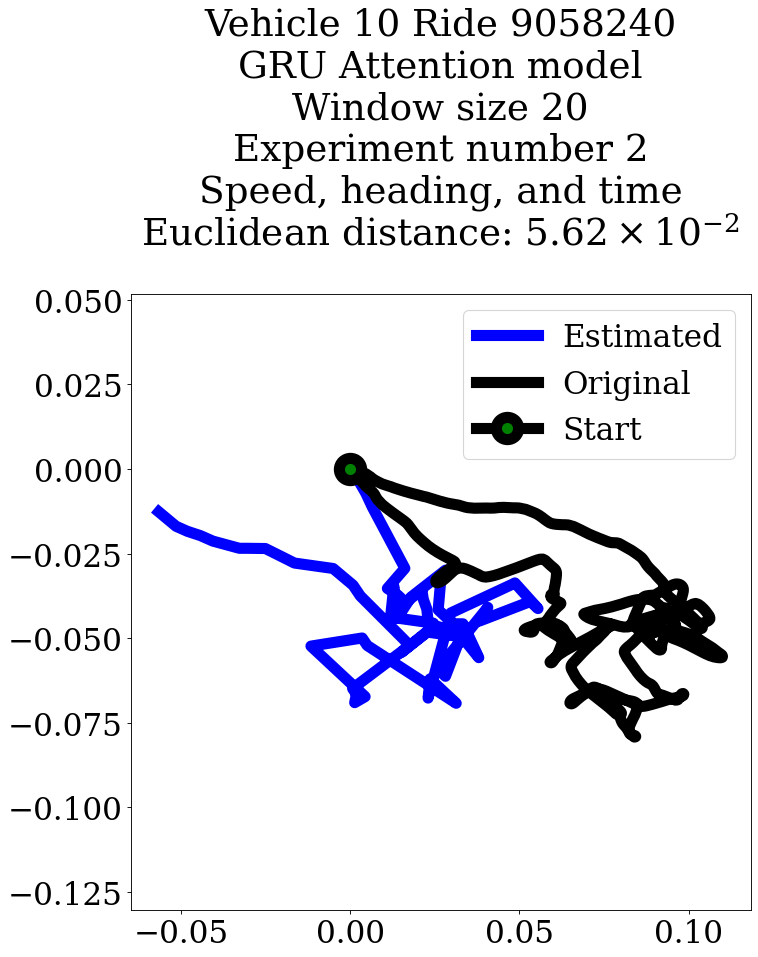 Vehicle 10 Ride 9058240
GRU Attention model
Window size 20
Experiment number 2
Speed, heading, and time
Euclidean distance: 5.62 × 10⁻²
0.050
0.025
0.000
−0.025
−0.050
−0.075
−0.100
−0.125
Estimated
Original
Start
−0.05
0.00
0.05
0.10